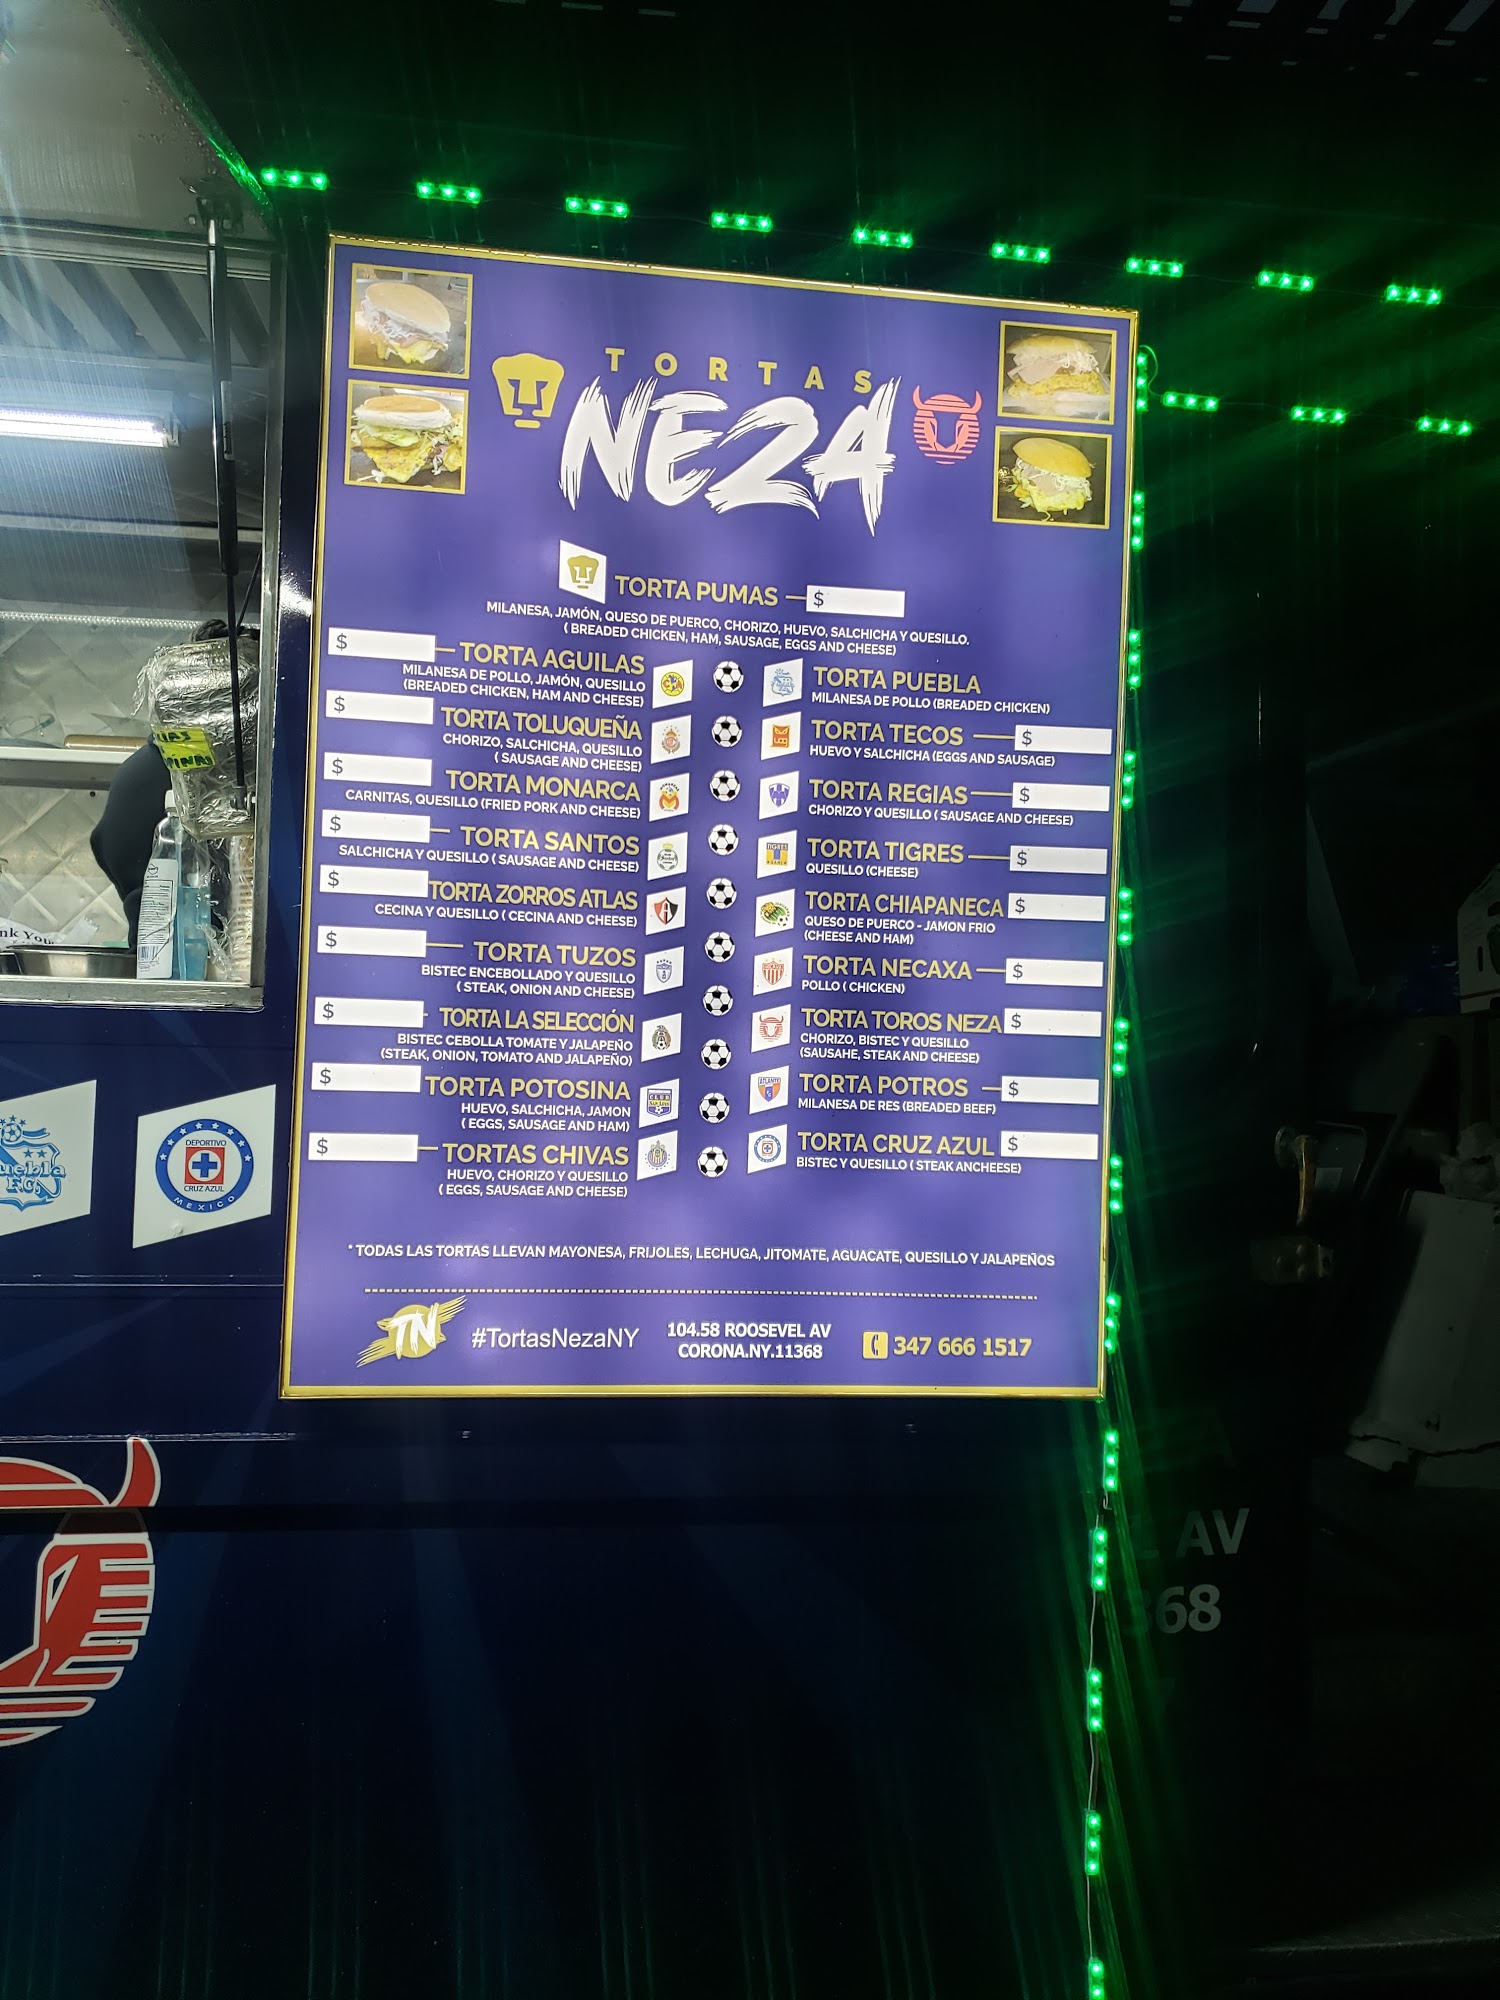 TORTAS
NEZA
TORTA PUMAS $
MILANESA, JAMÓN, QUESO DE PUERCO, CHORIZO, HUEVO, SALCHICHA Y QUESILLO.
( BREADED CHICKEN, HAM, SAUSAGE, EGGS AND CHEESE)
$ TORTA AGUILAS
MILANESA DE POLLO, JAMÓN, QUESILLO
(BREADED CHICKEN, HAM AND CHEESE)
$ TORTA TOLUQUEÑA
CHORIZO, SALCHICHA, QUESILLO
( SAUSAGE AND CHEESE)
$ TORTA MONARCA
CARNITAS, QUESILLO (FRIED PORK AND CHEESE)
$ TORTA SANTOS
SALCHICHA Y QUESILLO ( SAUSAGE AND CHEESE)
$ TORTA ZORROS ATLAS
CECINA Y QUESILLO ( CECINA AND CHEESE)
$ TORTA TUZOS
BISTEC ENCEBOLLADO Y QUESILLO
( STEAK, ONION AND CHEESE)
$ TORTA LA SELECCIÓN
BISTEC CEBOLLA TOMATE Y JALAPEÑO
(STEAK, ONION, TOMATO AND JALAPEÑO)
$ TORTA POTOSINA
HUEVO, SALCHICHA, JAMON
( EGGS, SAUSAGE AND HAM)
$ TORTAS CHIVAS
HUEVO, CHORIZO Y QUESILLO
( EGGS, SAUSAGE AND CHEESE)
TORTA PUEBLA
MILANESA DE POLLO (BREADED CHICKEN)
TORTA TECOS $
HUEVO Y SALCHICHA (EGGS AND SAUSAGE)
TORTA REGIAS $
CHORIZO Y QUESILLO ( SAUSAGE AND CHEESE)
TIGRES
TORTA TIGRES $
QUESILLO (CHEESE)
TORTA CHIAPANECA $
QUESO DE PUERCO - JAMON FRIO
(CHEESE AND HAM)
TORTA NECAXA $
POLLO ( CHICKEN)
TORTA TOROS NEZA $
CHORIZO, BISTEC Y QUESILLO
(SAUSAHE, STEAK AND CHEESE)
ATLANTE
TORTA POTROS $
MILANESA DE RES (BREADED BEEF)
TORTA CRUZ AZUL $
BISTEC Y QUESILLO ( STEAK ANCHEESE)
* TODAS LAS TORTAS LLEVAN MAYONESA, FRIJOLES, LECHUGA, JITOMATE, AGUACATE, QUESILLO Y JALAPEÑOS
TN
#TortasNezaNY
104.58 ROOSEVEL AV
CORONA.NY.11368
347 666 1517
DEPORTIVO
CRUZ AZUL
MEXICO
F.C.
AV
368